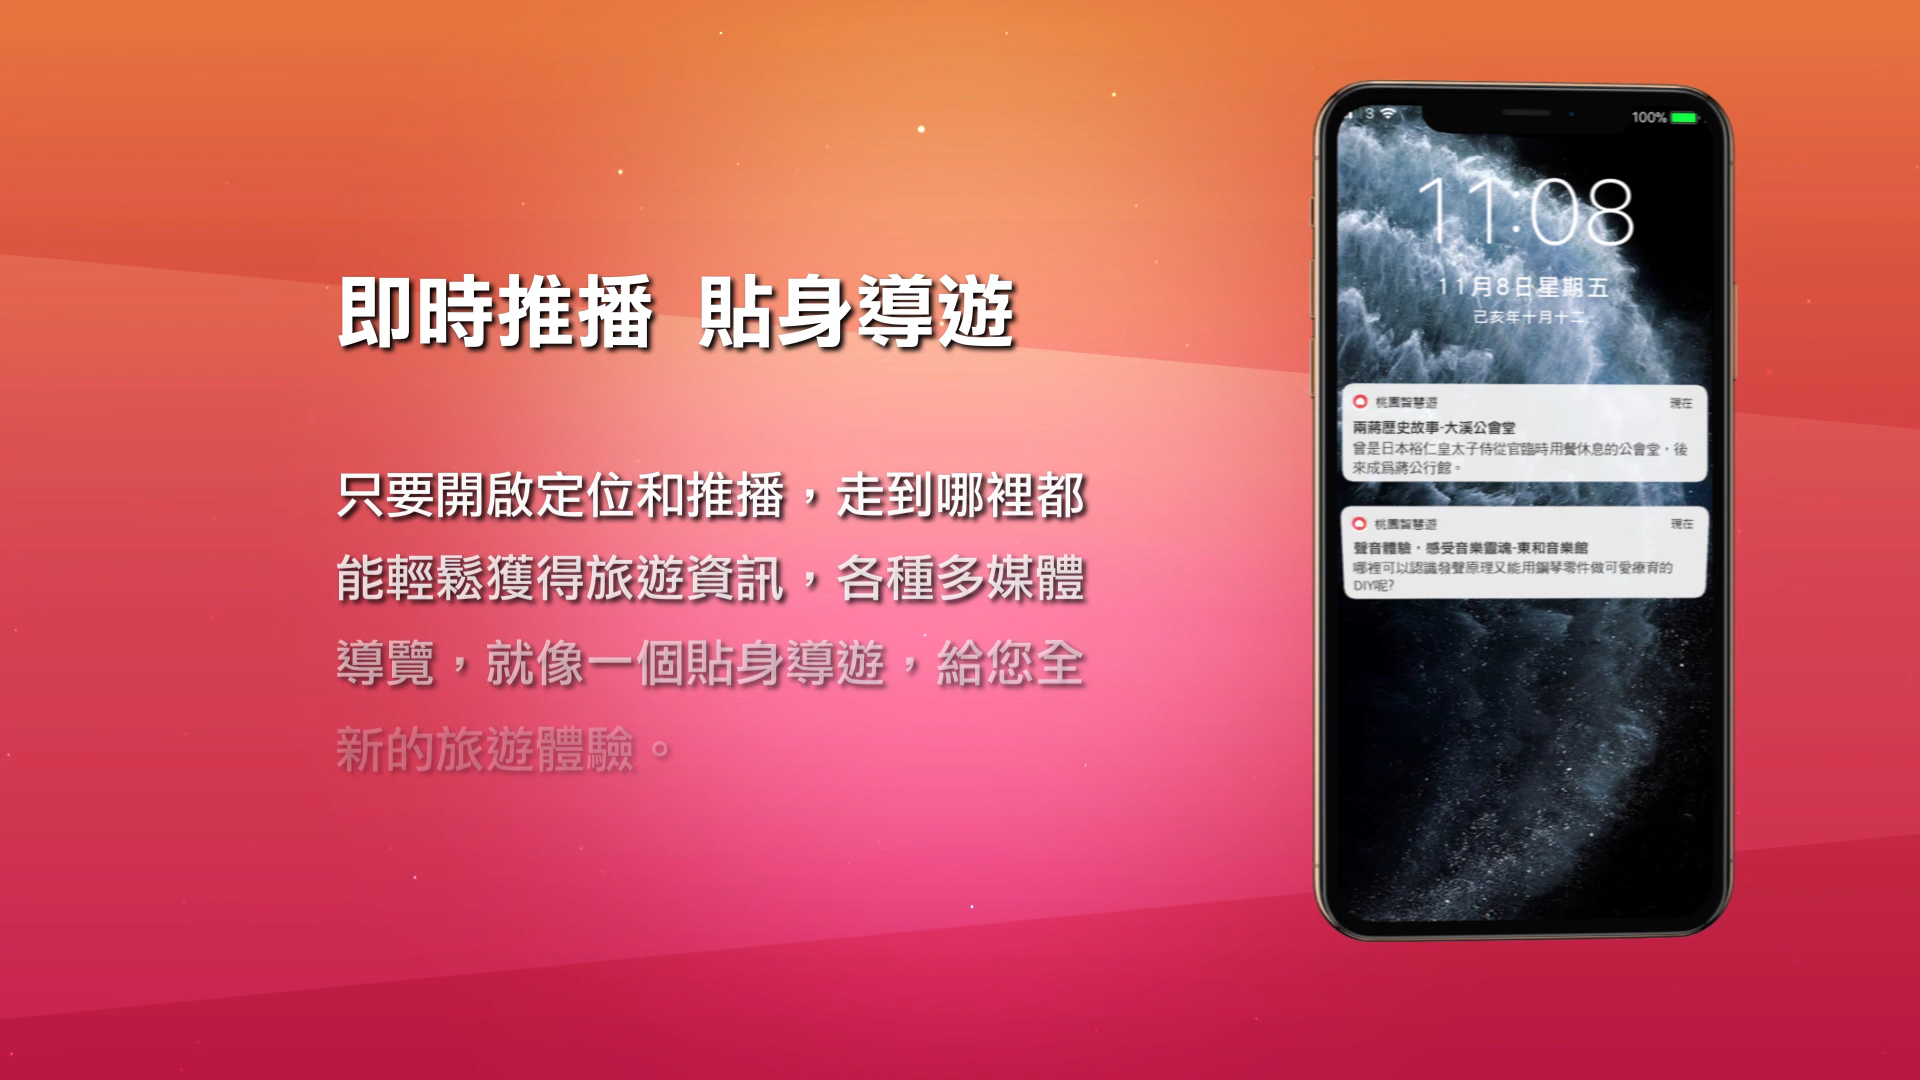 即時推播 貼身導遊
只要開啟定位和推播，走到哪裡都
能輕鬆獲得旅遊資訊，各種多媒體
導覽，就像一個貼身導遊，給您全
新的旅遊體驗。
3 100%
11:08
11月8日星期五
己亥年十月十二
桃園智慧遊 現在
兩蔣歷史故事-大溪公會堂
曾是日本裕仁皇太子侍從官臨時用餐休息的公會堂，後
來成為蔣公行館。
桃園智慧遊 現在
聲音體驗，感受音樂靈魂-東和音樂館
哪裡可以認識發聲原理又能用鋼琴零件做可愛療育的
DIY呢?